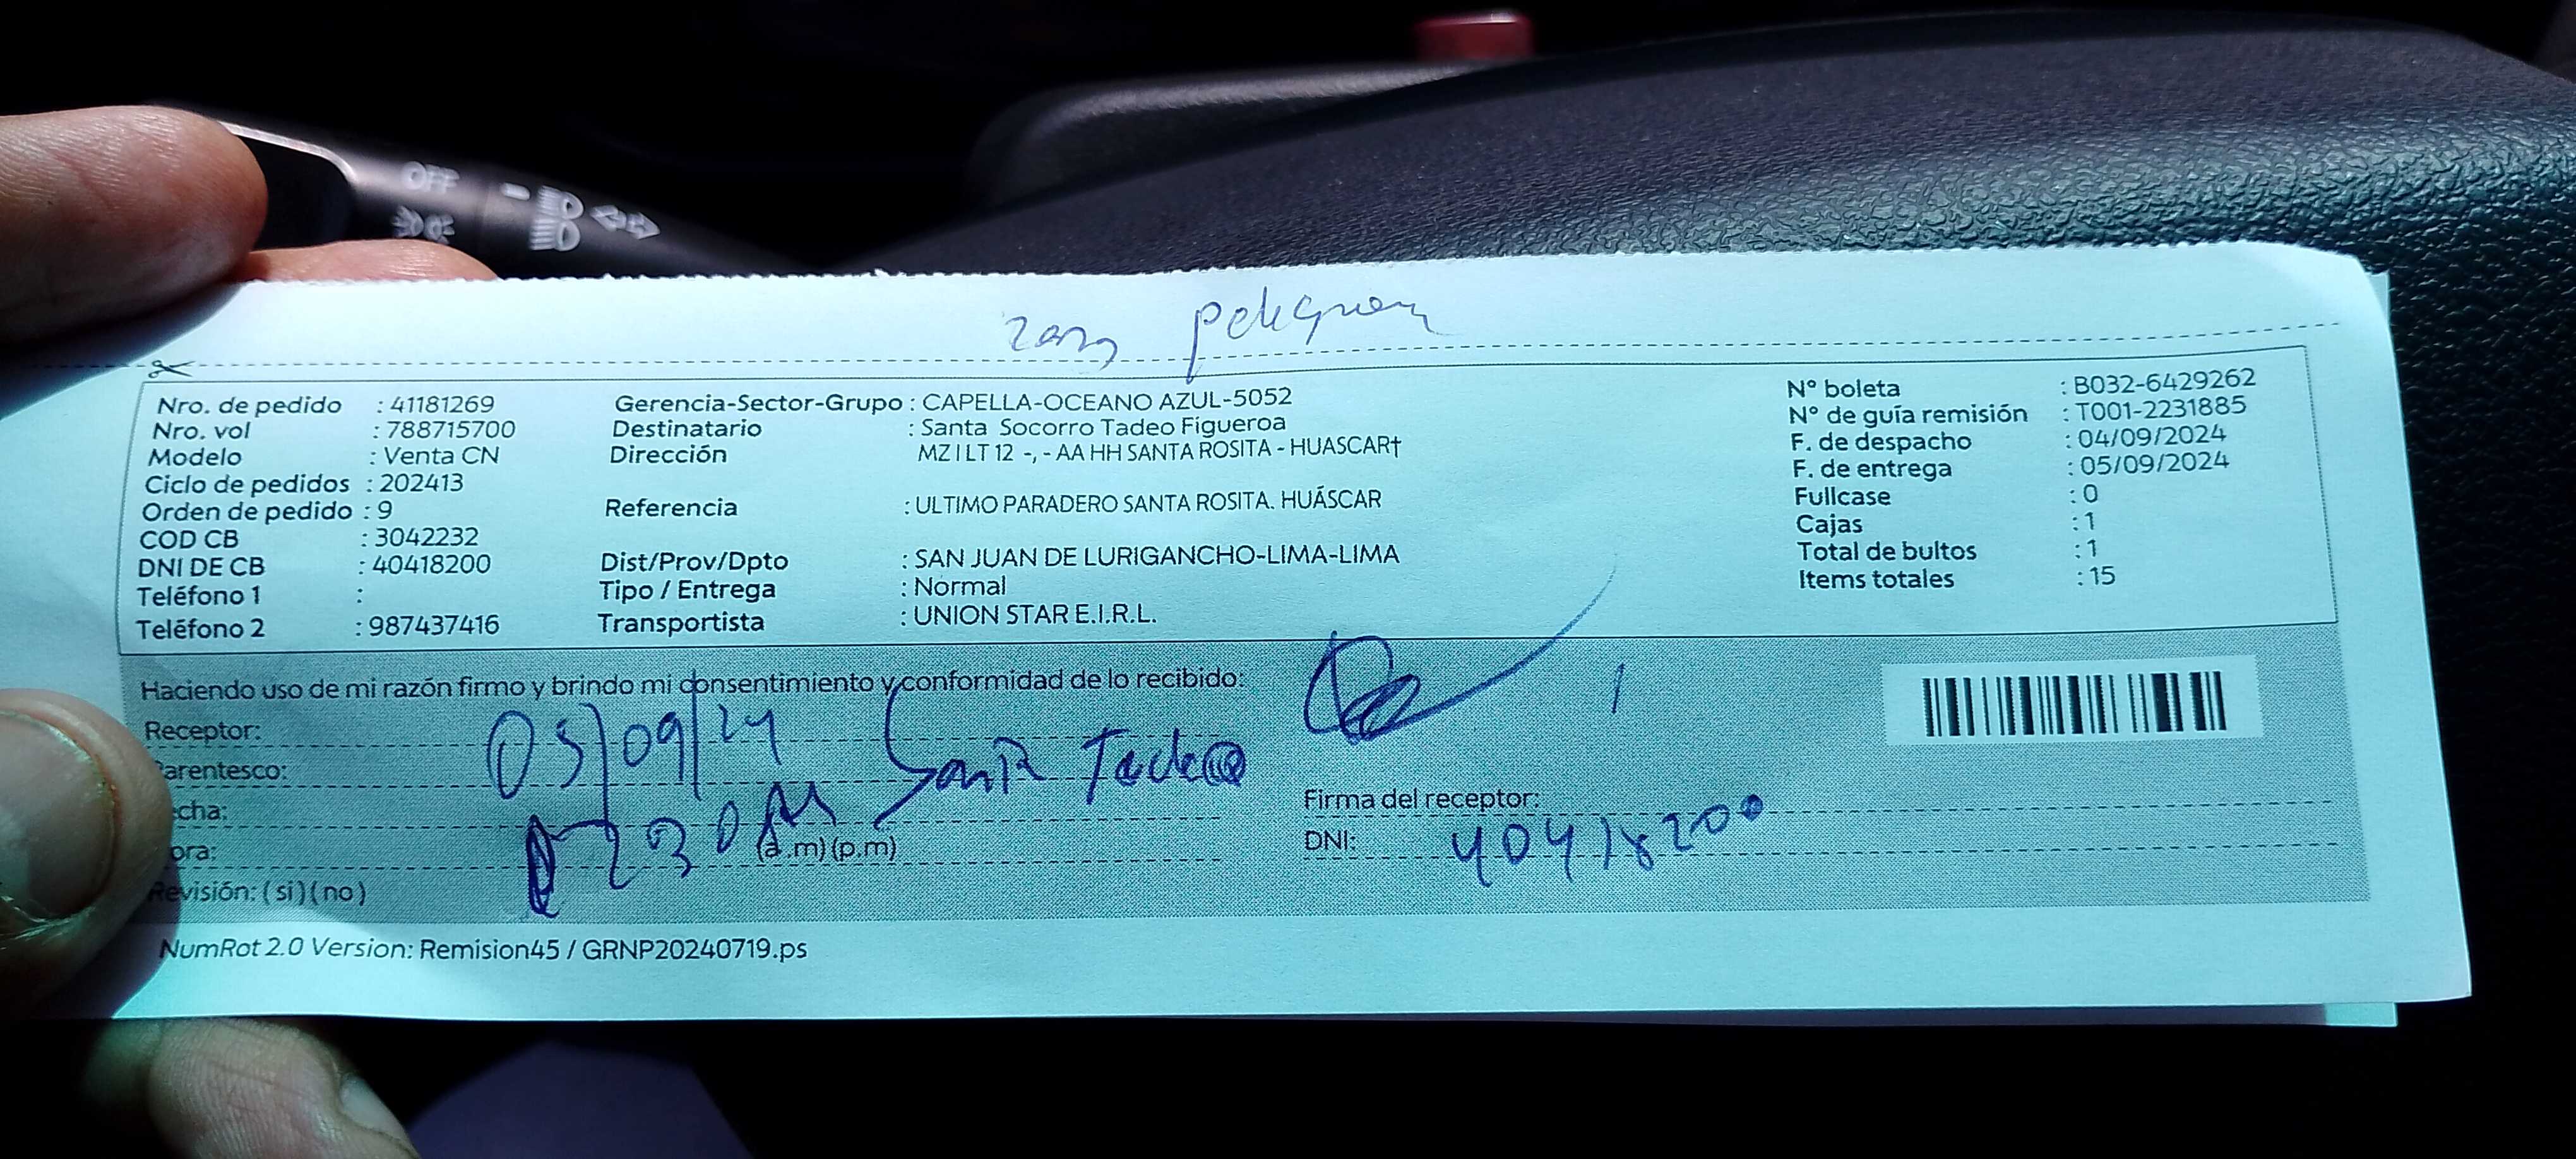 OFF
zona peligrosa
Nro. de pedido : 41181269
Nro. vol : 788715700
Modelo : Venta CN
Ciclo de pedidos : 202413
Orden de pedido : 9
COD CB : 3042232
DNI DE CB : 40418200
Teléfono 1 :
Teléfono 2 : 987437416
Gerencia-Sector-Grupo : CAPELLA-OCEANO AZUL-5052
Destinatario : Santa Socorro Tadeo Figueroa
Dirección MZ I LT 12 -, - AA HH SANTA ROSITA - HUASCAR†
Referencia : ULTIMO PARADERO SANTA ROSITA. HUÁSCAR
Dist/Prov/Dpto : SAN JUAN DE LURIGANCHO-LIMA-LIMA
Tipo / Entrega : Normal
Transportista : UNION STAR E.I.R.L.
N° boleta : B032-6429262
N° de guía remisión : T001-2231885
F. de despacho : 04/09/2024
F. de entrega : 05/09/2024
Fullcase : 0
Cajas : 1
Total de bultos : 1
Items totales : 15
Haciendo uso de mi razón firmo y brindo mi consentimiento y conformidad de lo recibido:
Receptor: 05/09/24
arentesco: Santa Tadeo
cha:
ora: (a.m) (p.m)
Revisión: ( si ) ( no )
Firma del receptor:
DNI: 40418200
NumRot 2.0 Version: Remision45 / GRNP20240719.ps